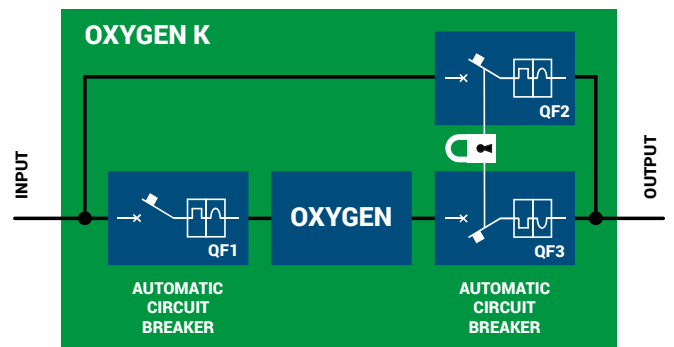 OXYGEN K
QF2
INPUT
OUTPUT
QF1
OXYGEN
QF3
AUTOMATIC
CIRCUIT
BREAKER
AUTOMATIC
CIRCUIT
BREAKER